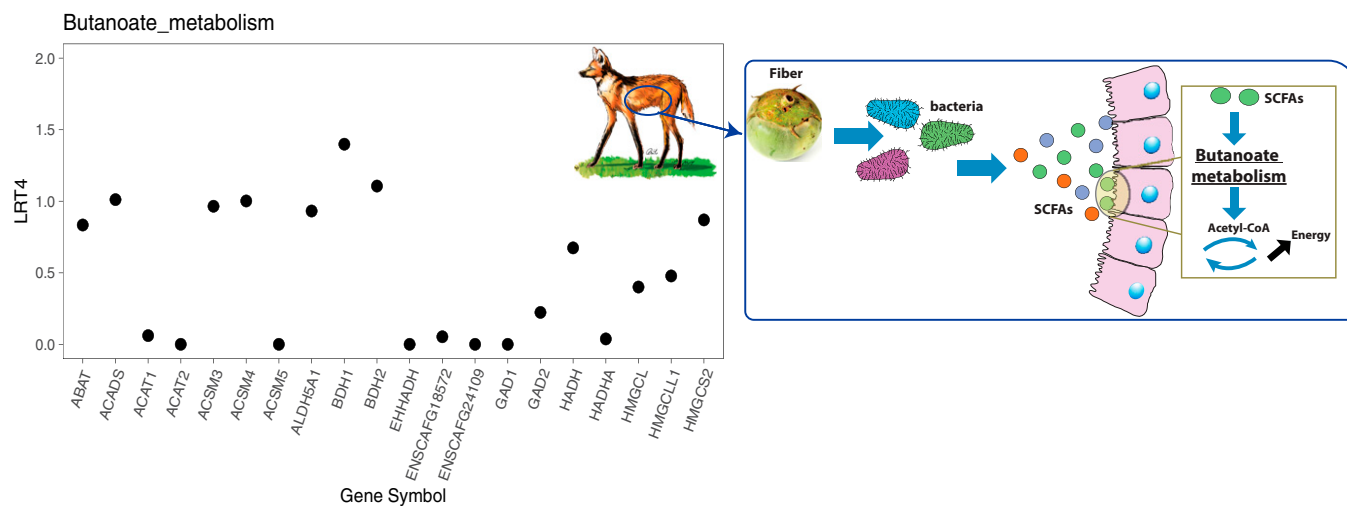 Butanoate_metabolism
LRT4
2.0
1.5
1.0
0.5
0.0
ABAT
ACADS
ACAT1
ACAT2
ACSM3
ACSM4
ACSM5
ALDH5A1
BDH1
BDH2
EHHADH
ENSCAFG18572
ENSCAFG24109
GAD1
GAD2
HADH
HADHA
HMGCL
HMGCLL1
HMGCS2
Gene Symbol
Fiber
bacteria
SCFAs
SCFAs
Butanoate
metabolism
Acetyl-CoA
Energy